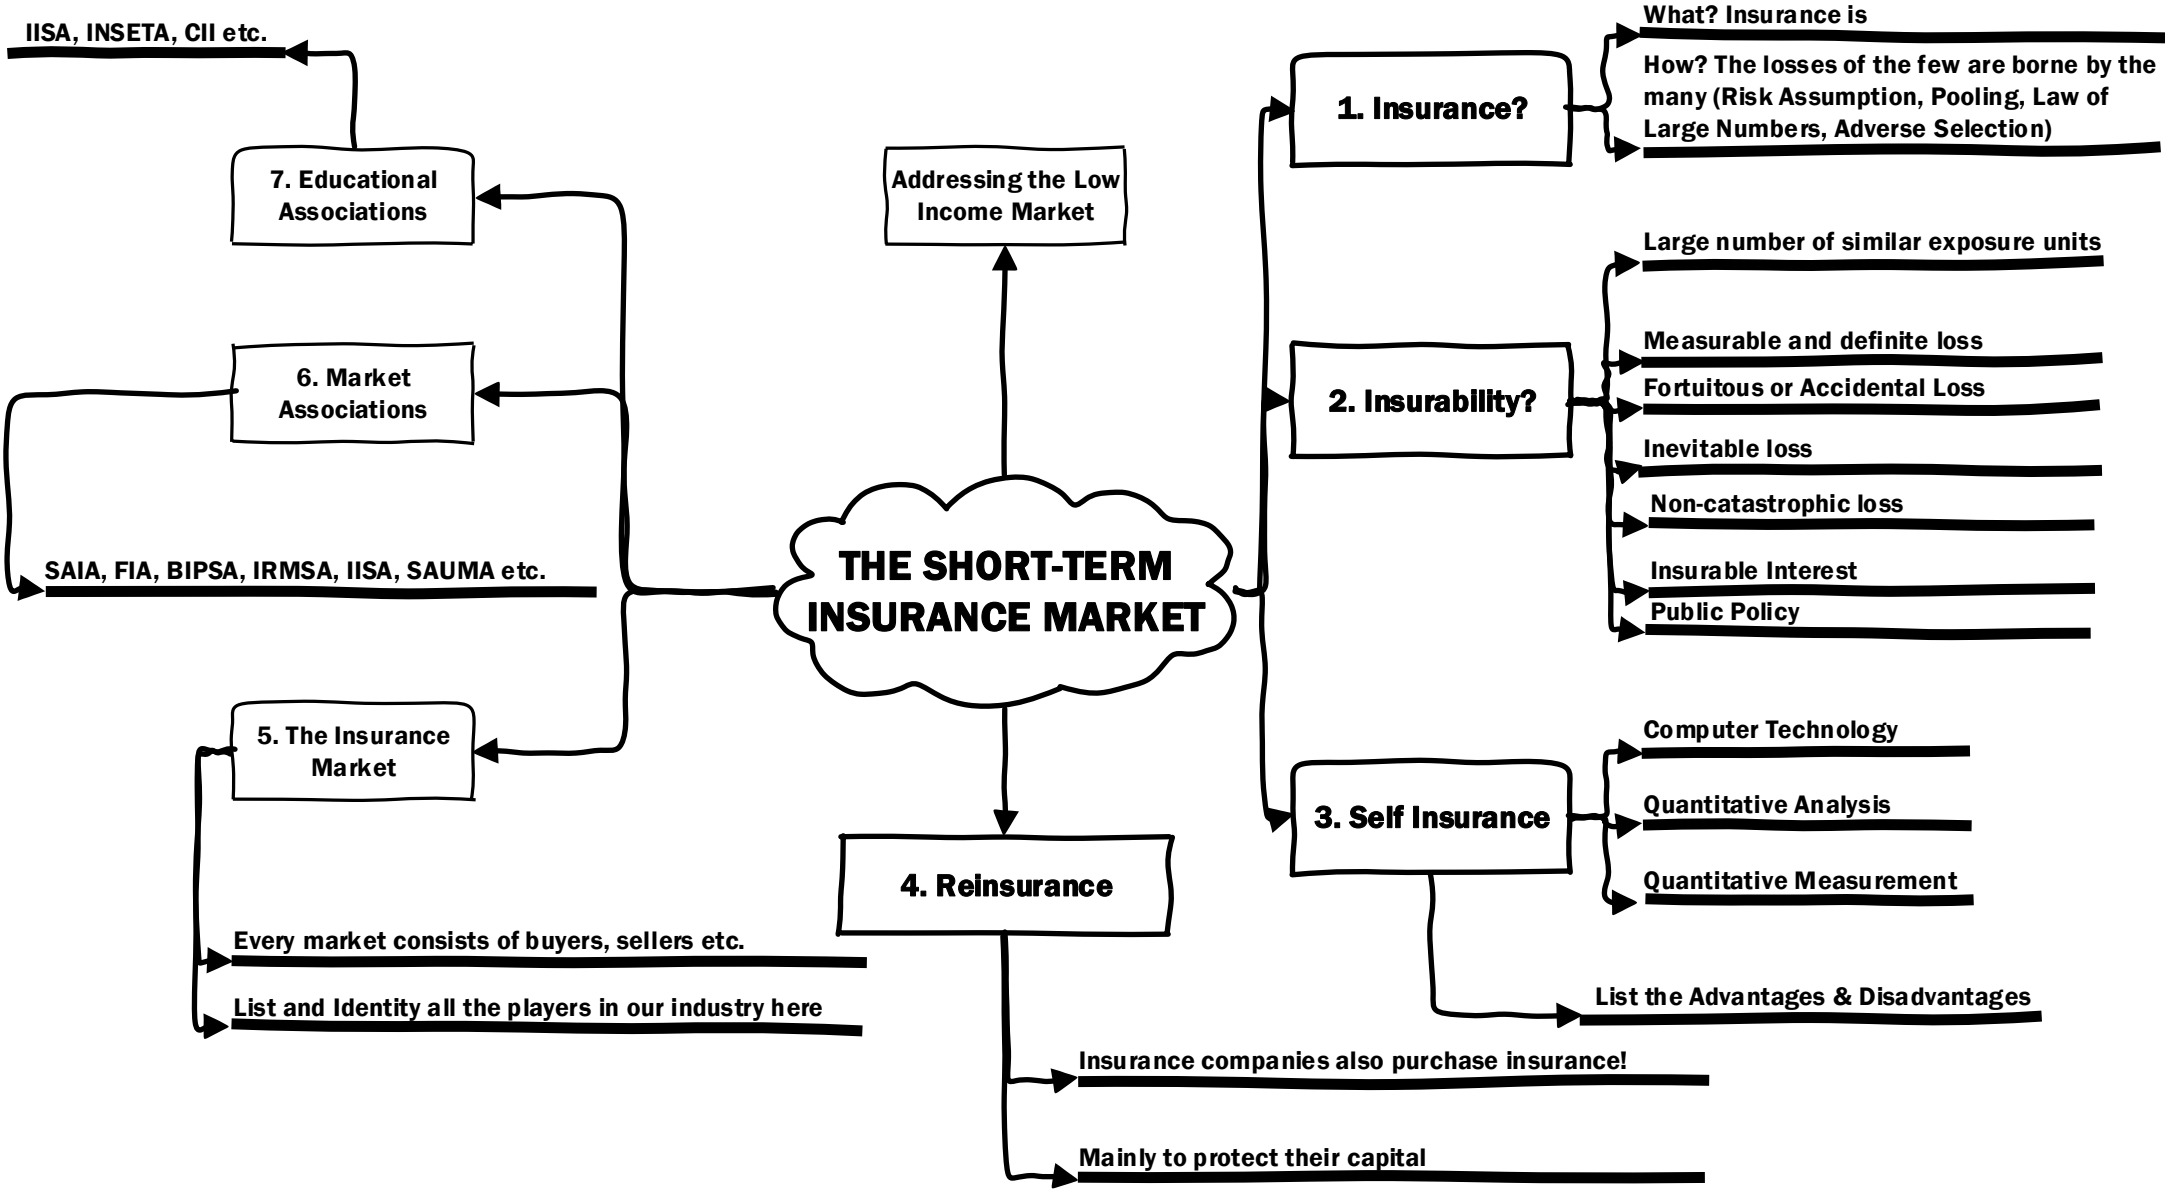 THE SHORT-TERM
INSURANCE MARKET
Addressing the Low
Income Market
1. Insurance?
What? Insurance is
How? The losses of the few are borne by the
many (Risk Assumption, Pooling, Law of
Large Numbers, Adverse Selection)
2. Insurability?
Large number of similar exposure units
Measurable and definite loss
Fortuitous or Accidental Loss
Inevitable loss
Non-catastrophic loss
Insurable Interest
Public Policy
3. Self Insurance
Computer Technology
Quantitative Analysis
Quantitative Measurement
List the Advantages & Disadvantages
4. Reinsurance
Insurance companies also purchase insurance!
Mainly to protect their capital
5. The Insurance
Market
Every market consists of buyers, sellers etc.
List and Identity all the players in our industry here
6. Market
Associations
SAIA, FIA, BIPSA, IRMSA, IISA, SAUMA etc.
7. Educational
Associations
IISA, INSETA, CII etc.